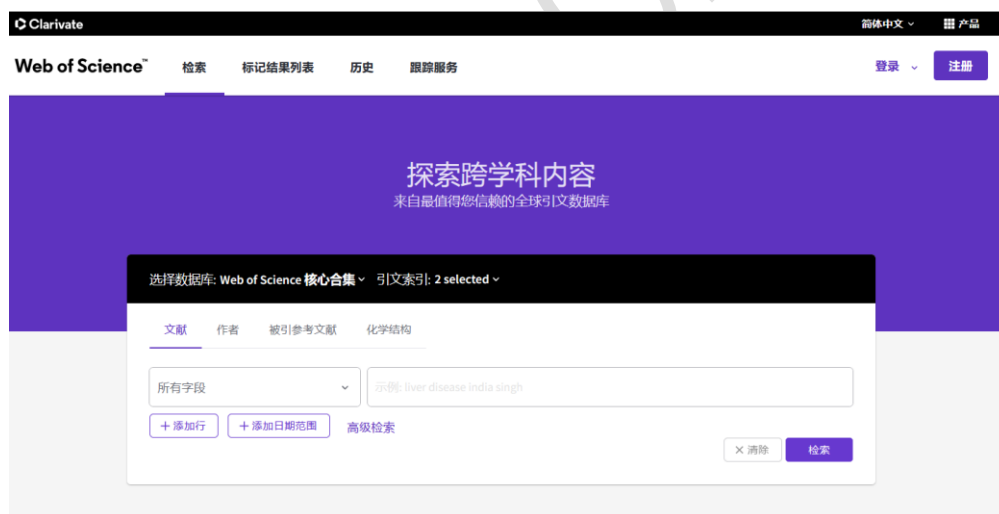 Clarivate 简体中文 产品
Web of Science™ 检索 标记结果列表 历史 跟踪服务 登录 注册
探索跨学科内容
来自最值得您信赖的全球引文数据库
选择数据库: Web of Science 核心合集 引文索引: 2 selected
文献 作者 被引参考文献 化学结构
所有字段 示例: liver disease india singh
+ 添加行 + 添加日期范围 高级检索
× 清除 检索